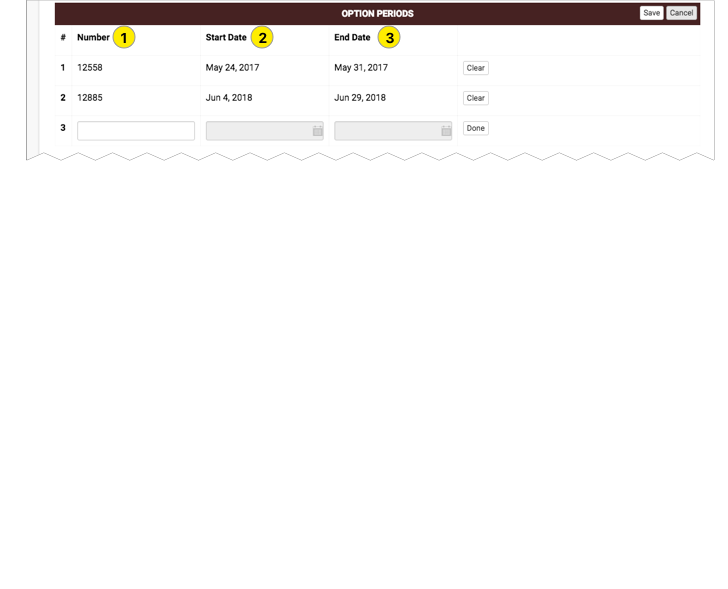 OPTION PERIODS Save Cancel
# Number 1 Start Date 2 End Date 3
1 12558 May 24, 2017 May 31, 2017 Clear
2 12885 Jun 4, 2018 Jun 29, 2018 Clear
3 Done